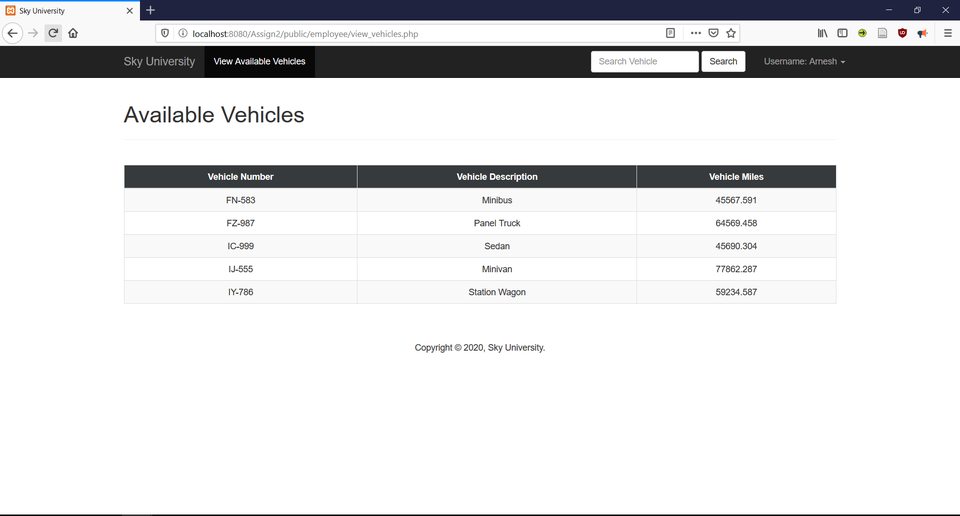 Sky University
localhost:8080/Assign2/public/employee/view_vehicles.php
Sky University View Available Vehicles Search Vehicle Search Username: Amesh
Available Vehicles
Vehicle Number Vehicle Description Vehicle Miles
FN-583 Minibus 45567.591
FZ-987 Panel Truck 64569.458
IC-999 Sedan 45690.304
IJ-555 Minivan 77862.287
IY-786 Station Wagon 59234.587
Copyright © 2020, Sky University.